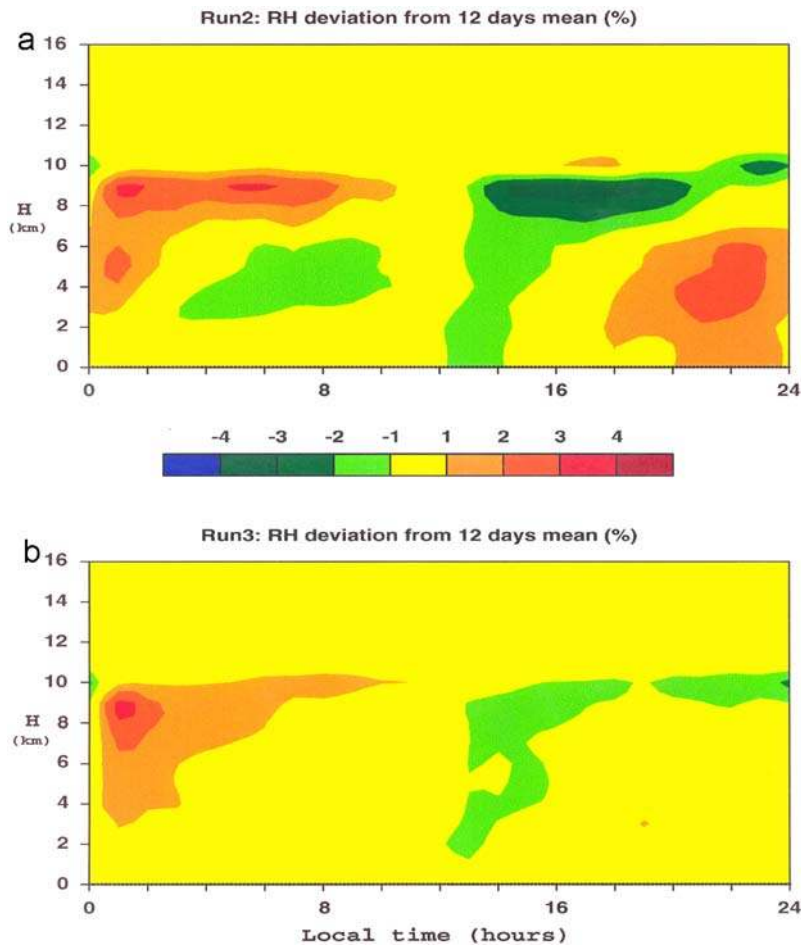 a
Run2: RH deviation from 12 days mean (%)
16
14
12
10
H
(km)
8
6
4
2
0
0 8 16 24
-4 -3 -2 -1 1 2 3 4
b
Run3: RH deviation from 12 days mean (%)
16
14
12
10
H
(km)
8
6
4
2
0
0 8 16 24
Local time (hours)